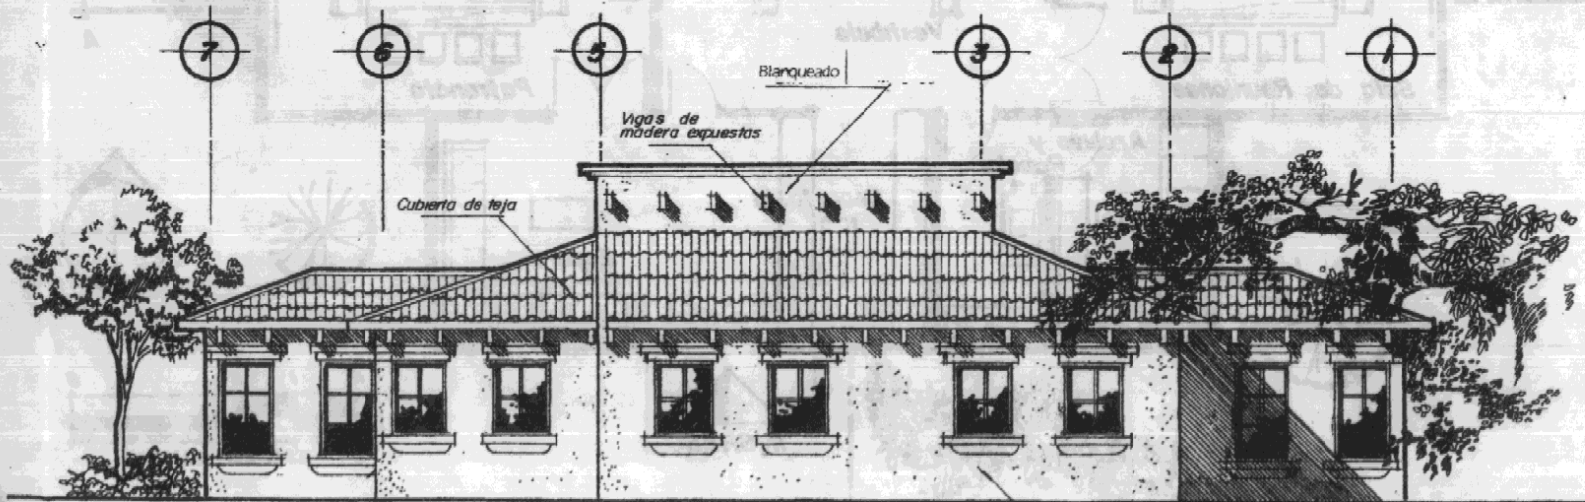 7 6 5 3 2 1
Blanqueado
Vigas de
madera expuestas
Cubierta de teja